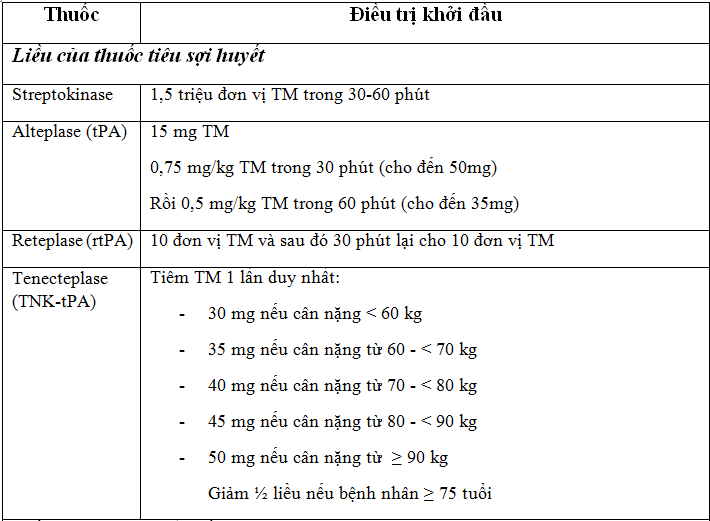 Thuốc Điều trị khởi đầu
Liều của thuốc tiêu sợi huyết
Streptokinase 1,5 triệu đơn vị TM trong 30-60 phút
Alteplase (tPA) 15 mg TM
0,75 mg/kg TM trong 30 phút (cho đến 50mg)
Rồi 0,5 mg/kg TM trong 60 phút (cho đến 35mg)
Reteplase (rtPA) 10 đơn vị TM và sau đó 30 phút lại cho 10 đơn vị TM
Tenecteplase Tiêm TM 1 lần duy nhất:
(TNK-tPA)
- 30 mg nếu cân nặng < 60 kg
- 35 mg nếu cân nặng từ 60 - < 70 kg
- 40 mg nếu cân nặng từ 70 - < 80 kg
- 45 mg nếu cân nặng từ 80 - < 90 kg
- 50 mg nếu cân nặng từ ≥ 90 kg
Giảm ½ liều nếu bệnh nhân ≥ 75 tuổi